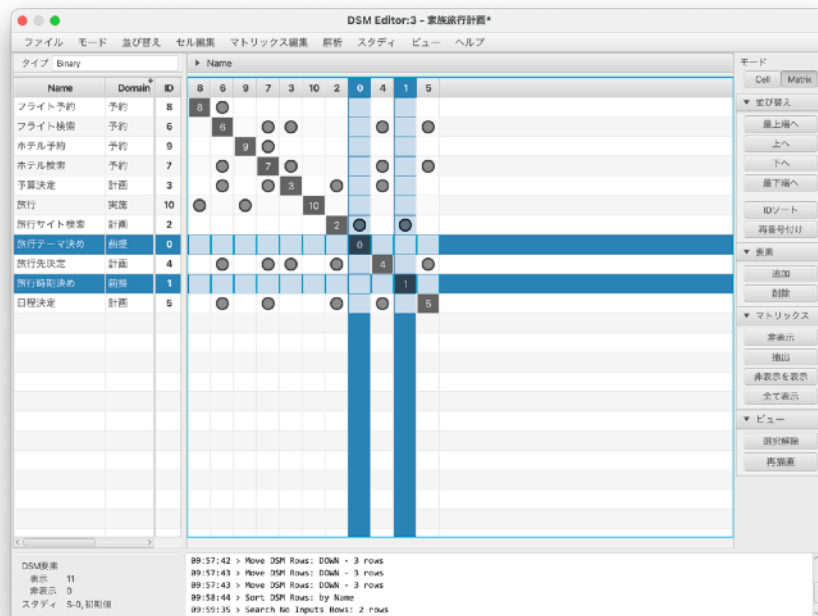 DSM Editor:3 - 家族旅行計画*
ファイル モード 並び替え セル編集 マトリックス編集 解析 スタディ ビュー ヘルプ
タイプ Binary
Name
モード
Cell Matrix
Name Domain ID 8 6 9 7 3 10 2 0 4 1 5
フライト予約 予約 8 8
フライト検索 予約 6 6
ホテル予約 予約 9 9
ホテル検索 予約 7 7
予算決定 計画 3 3
旅行 実施 10 10
旅行サイト検索 計画 2 2
旅行テーマ決め 前提 0 0
旅行先決定 計画 4 4
旅行時期決め 前提 1 1
日程決定 計画 5 5
並び替え
最上端へ
上へ
下へ
最下端へ
IDソート
再番号付け
要素
追加
削除
マトリックス
非表示
抽出
非表示を表示
全て表示
ビュー
選択解除
再描画
DSM要素
表示 11
非表示 0
スタディ S-0,初期値
09:57:42 > Move DSM Rows: DOWN - 3 rows
09:57:43 > Move DSM Rows: DOWN - 3 rows
09:57:43 > Move DSM Rows: DOWN - 3 rows
09:58:44 > Sort DSM Rows: by Name
09:59:35 > Search No Inputs Rows: 2 rows